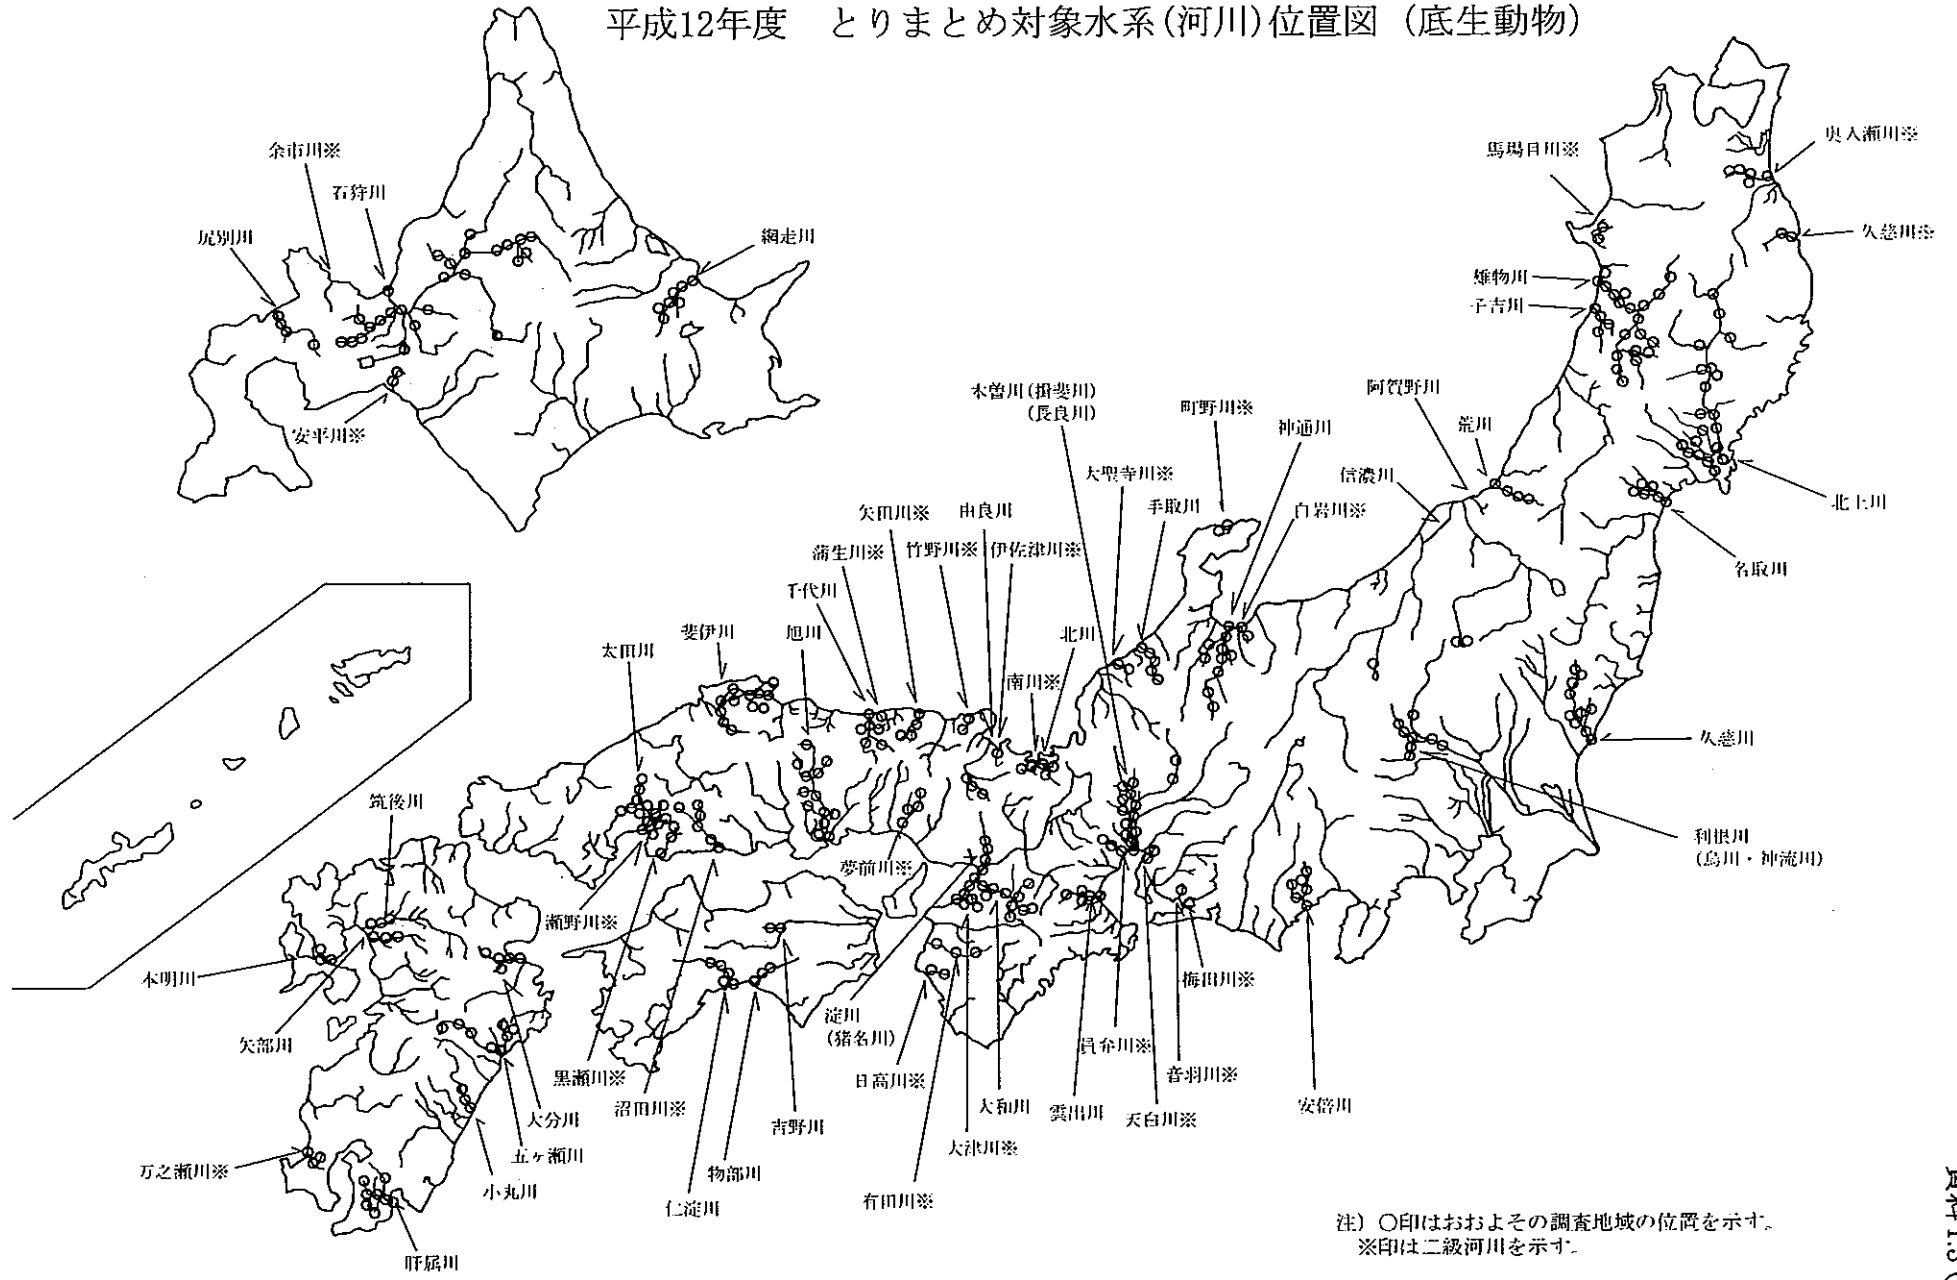 平成12年度　とりまとめ対象水系(河川)位置図（底生動物）
余市川※
石狩川
尻別川
網走川
安平川※
馬場目川※
奥入瀬川※
久慈川※
雄物川
子吉川
阿賀野川
荒川
北上川
名取川
木曽川(揖斐川)
(長良川)
町野川※
神通川
信濃川
白岩川※
大聖寺川※
手取川
矢田川※
由良川
蒲生川※
竹野川※
伊佐津川※
千代川
北川
斐伊川
旭川
太田川
南川※
久慈川
利根川
(烏川・神流川)
筑後川
夢前川※
瀬野川※
本明川
矢部川
梅田川※
淀川
(猪名川)
員弁川※
音羽川※
黒瀬川※
沼田川※
日高川※
大和川
雲出川
天白川※
安倍川
大分川
吉野川
大津川※
五ヶ瀬川
物部川
万之瀬川※
小丸川
仁淀川
有田川※
肝属川
注）○印はおおよその調査地域の位置を示す。
※印は二級河川を示す。